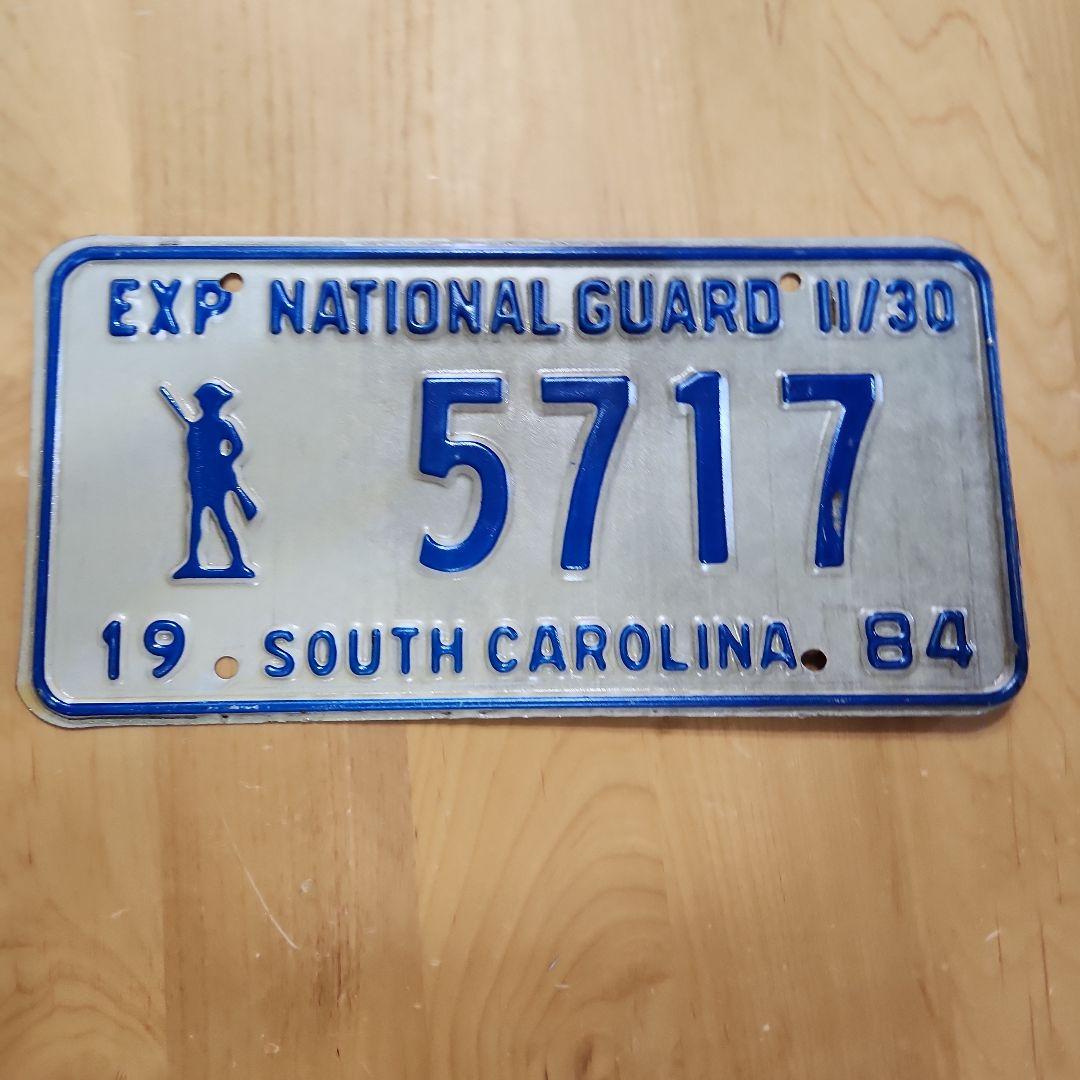 EXP NATIONAL GUARD 11/30
5717
19 SOUTH CAROLINA 84